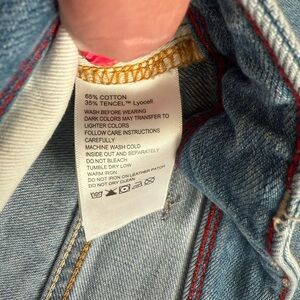 65% COTTON
35% TENCEL™ Lyocell
WASH BEFORE WEARING
DARK COLORS MAY TRANSFER TO
LIGHTER COLORS
FOLLOW CARE INSTRUCTIONS
CAREFULLY
MACHINE WASH COLD
INSIDE OUT AND SEPARATELY
DO NOT BLEACH
TUMBLE DRY LOW
WARM IRON
DO NOT IRON ON LEATHER PATCH
DO NOT DRY CLEAN